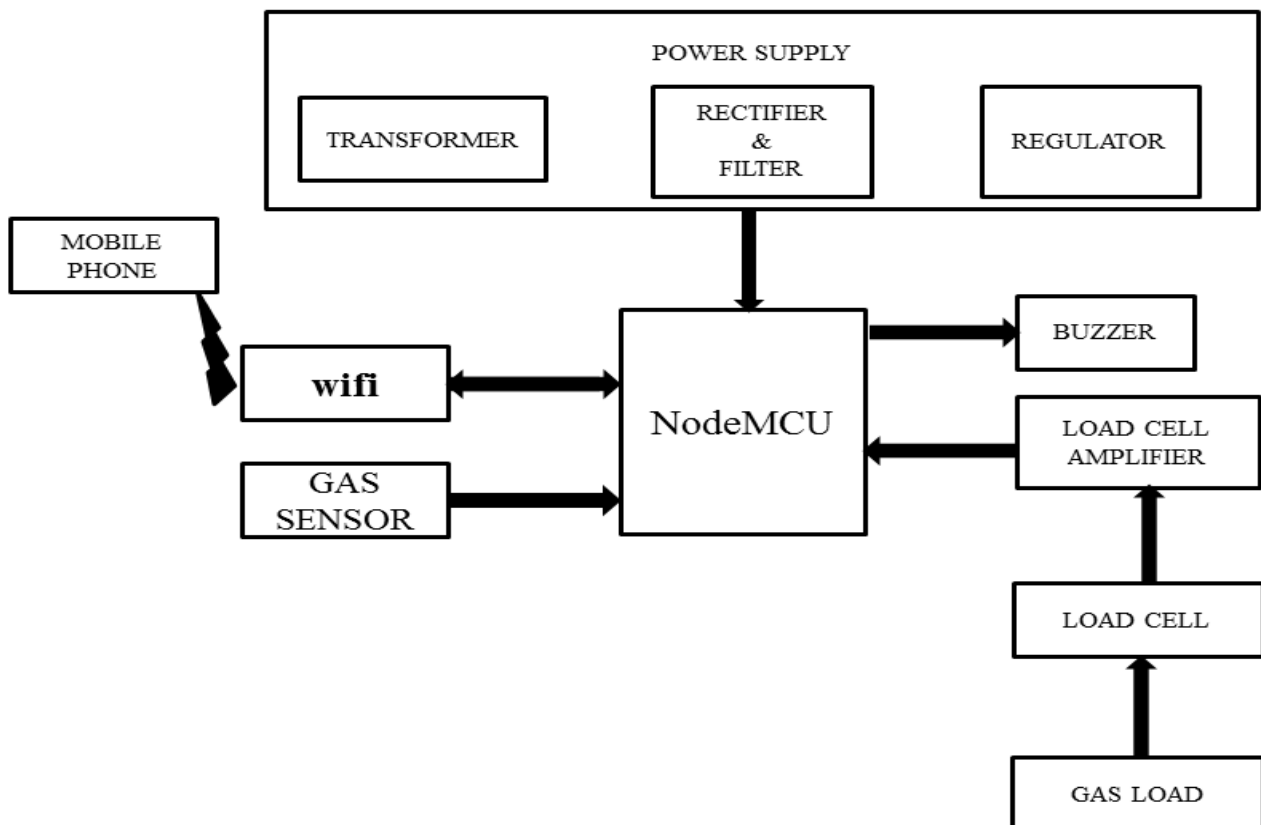 POWER SUPPLY
TRANSFORMER
RECTIFIER
&
FILTER
REGULATOR
MOBILE
PHONE
BUZZER
wifi
NodeMCU
LOAD CELL
AMPLIFIER
GAS
SENSOR
LOAD CELL
GAS LOAD